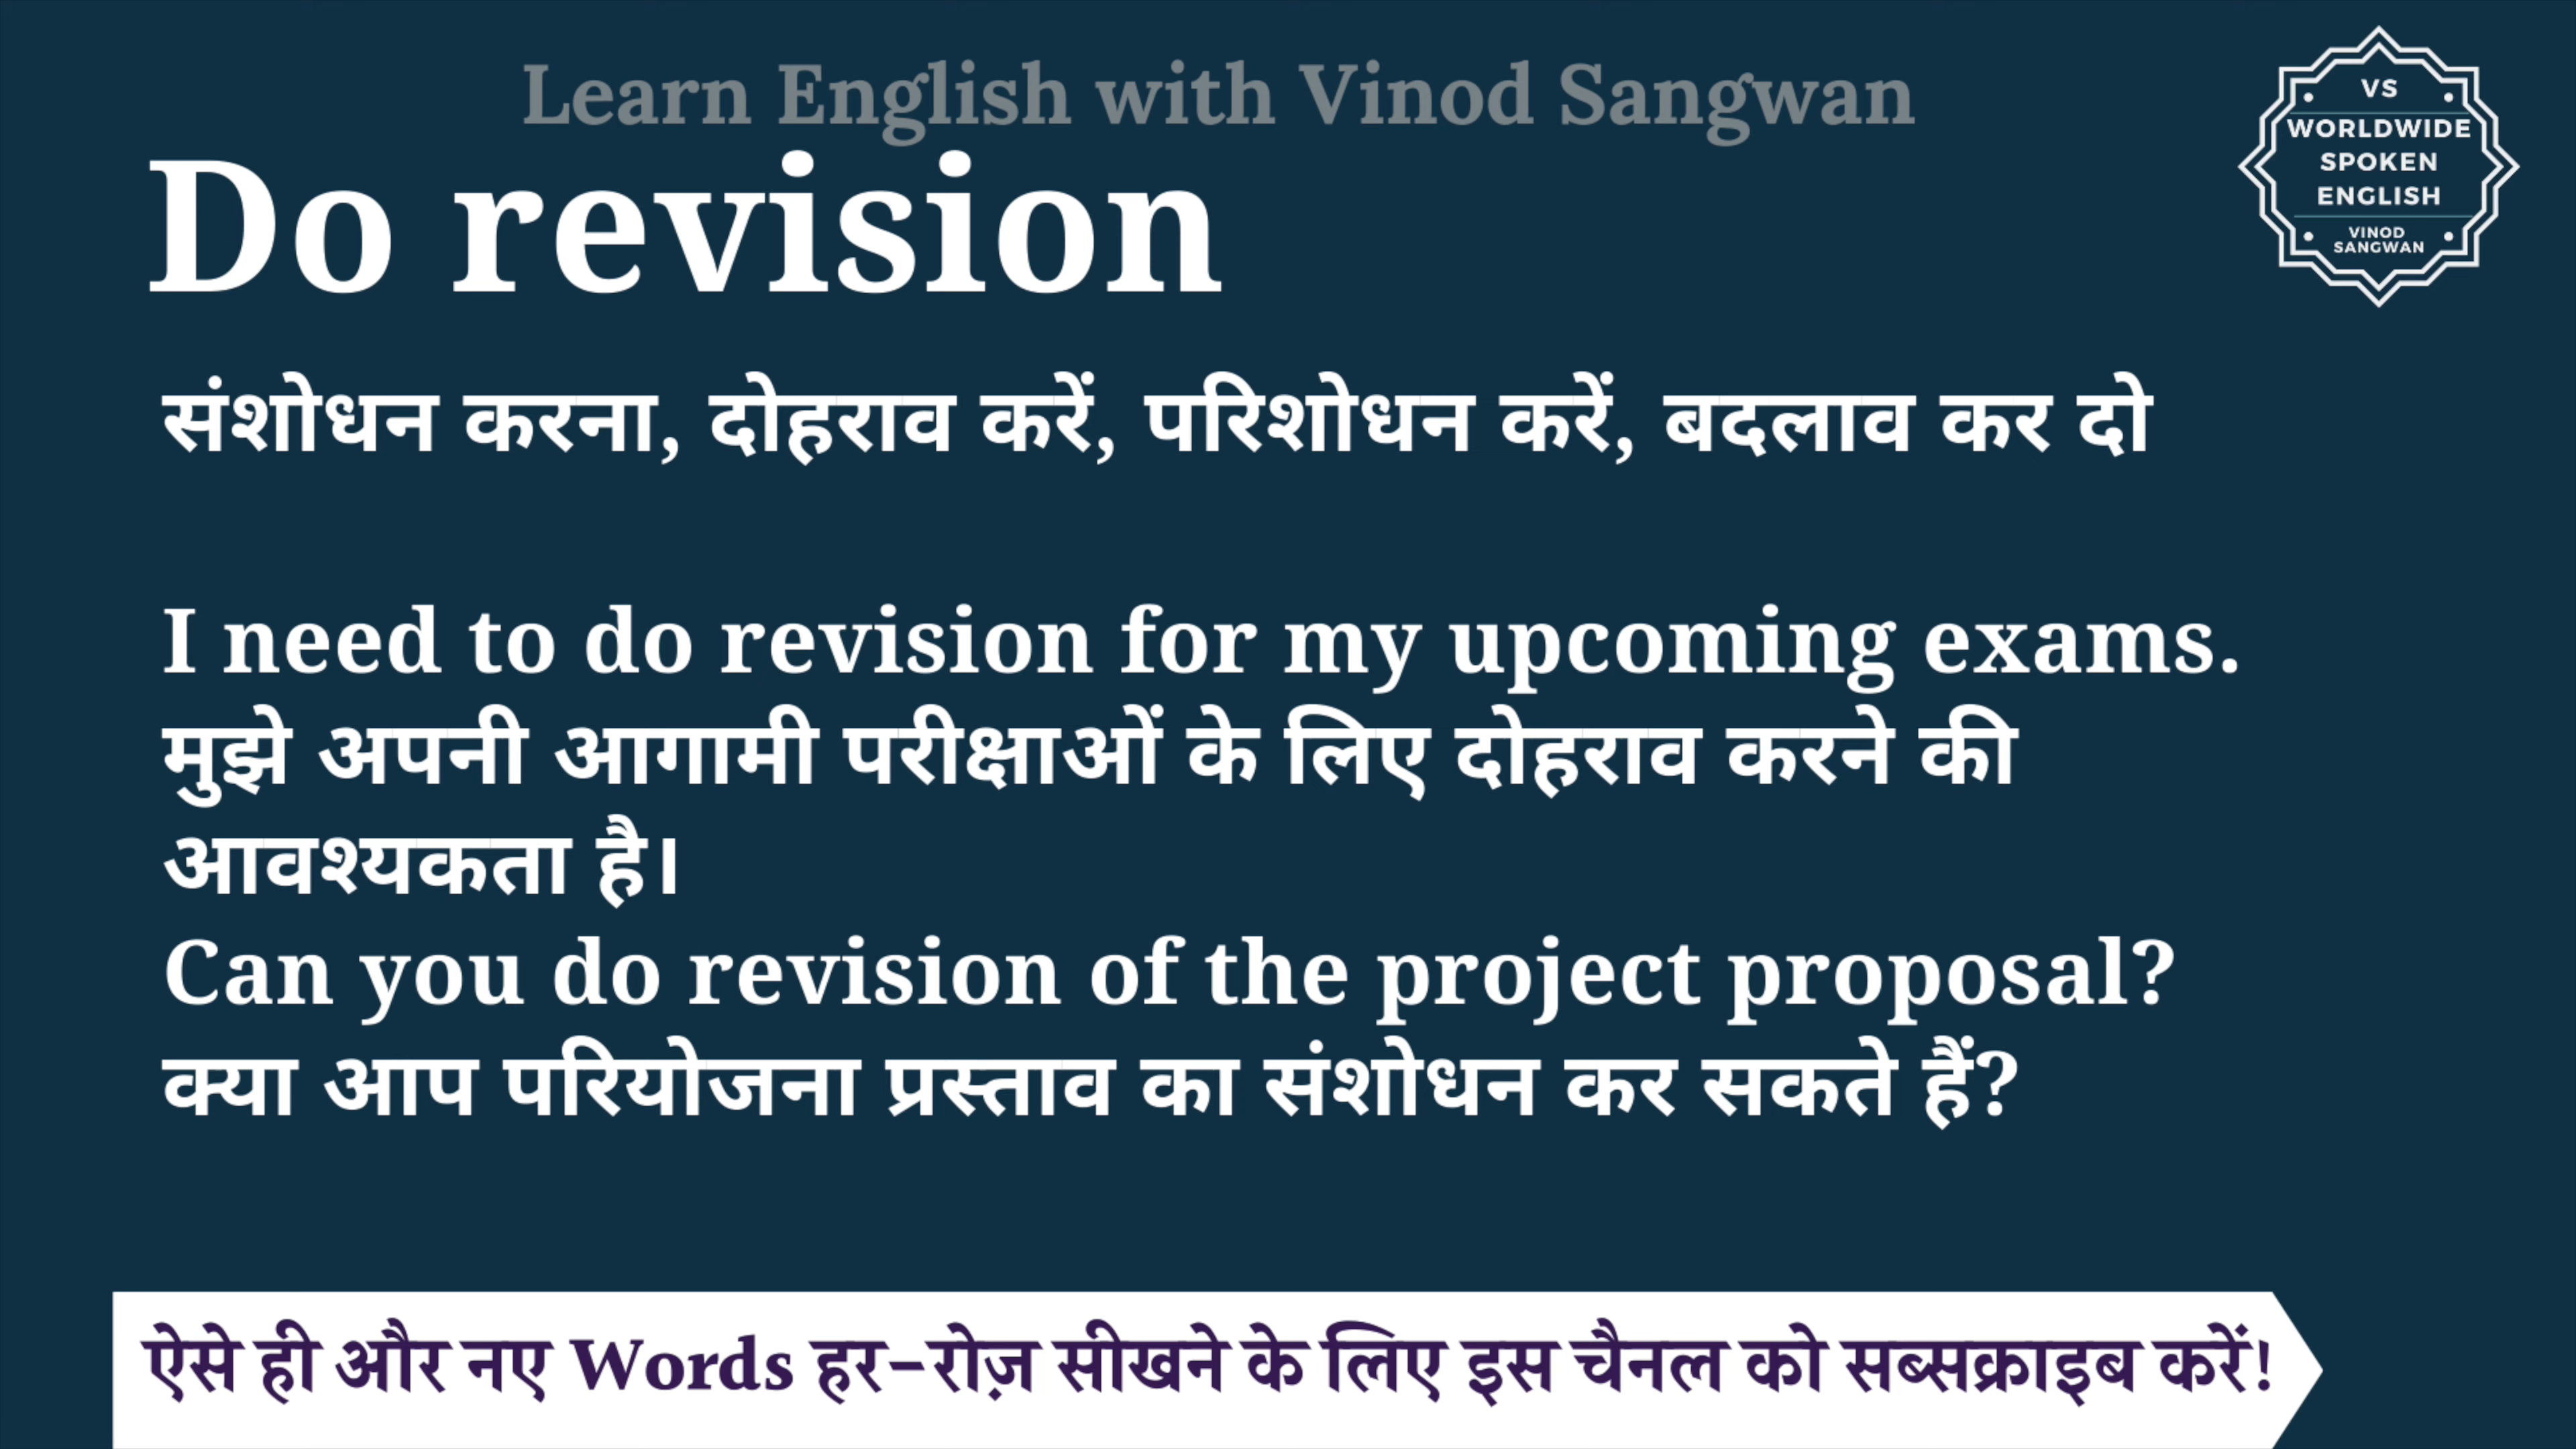 Learn English with Vinod Sangwan
VS
WORLDWIDE
SPOKEN
ENGLISH
VINOD
SANGWAN
Do revision
संशोधन करना, दोहराव करें, परिशोधन करें, बदलाव कर दो
I need to do revision for my upcoming exams.
मुझे अपनी आगामी परीक्षाओं के लिए दोहराव करने की
आवश्यकता है।
Can you do revision of the project proposal?
क्या आप परियोजना प्रस्ताव का संशोधन कर सकते हैं?
ऐसे ही और नए Words हर-रोज़ सीखने के लिए इस चैनल को सब्सक्राइब करें!